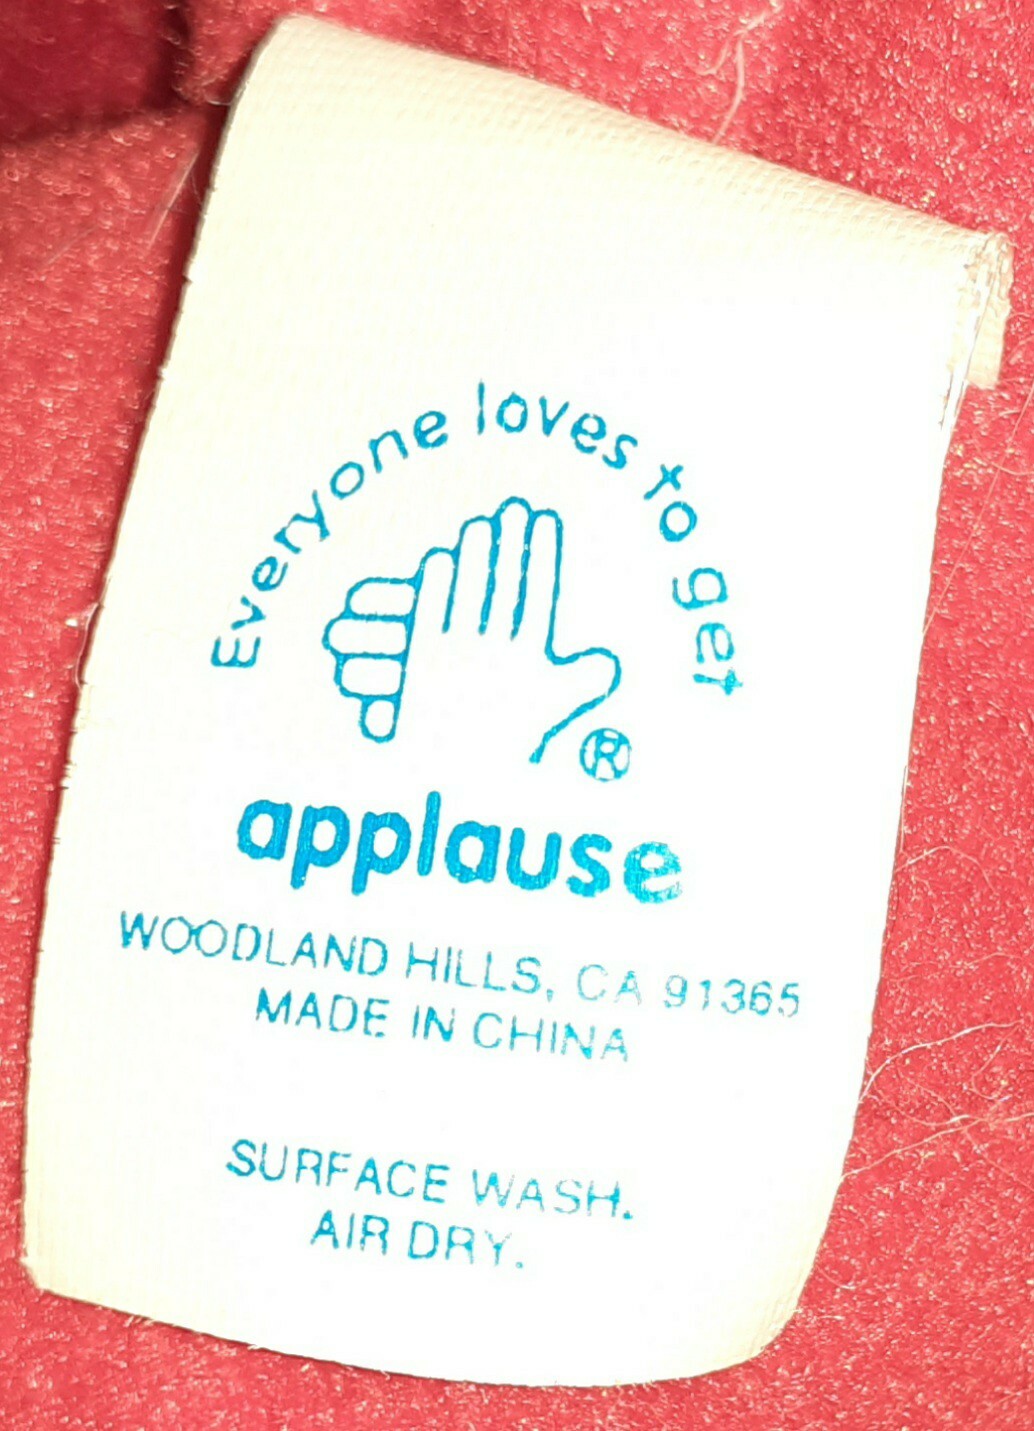 Everyone loves to get
®
applause
WOODLAND HILLS, CA 91365
MADE IN CHINA
SURFACE WASH.
AIR DRY.